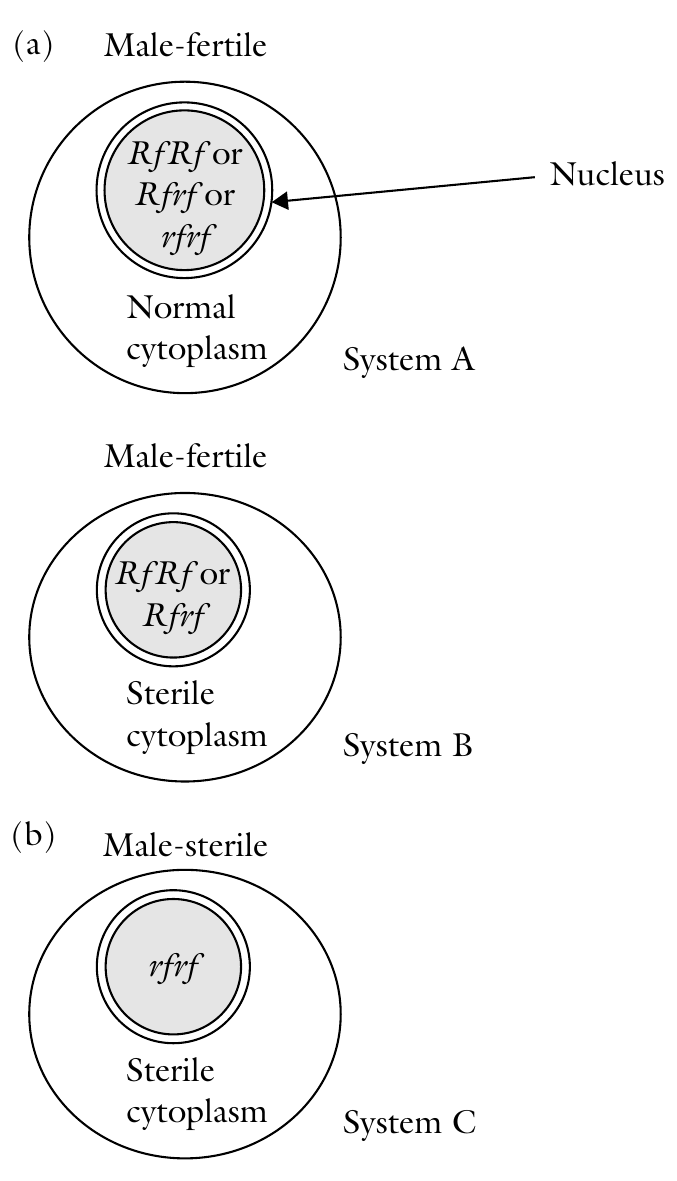 (a) Male-fertile
RfRf or
Rfrf or
rfrf
Nucleus
Normal
cytoplasm
System A
Male-fertile
RfRf or
Rfrf
Sterile
cytoplasm
System B
(b) Male-sterile
rfrf
Sterile
cytoplasm
System C